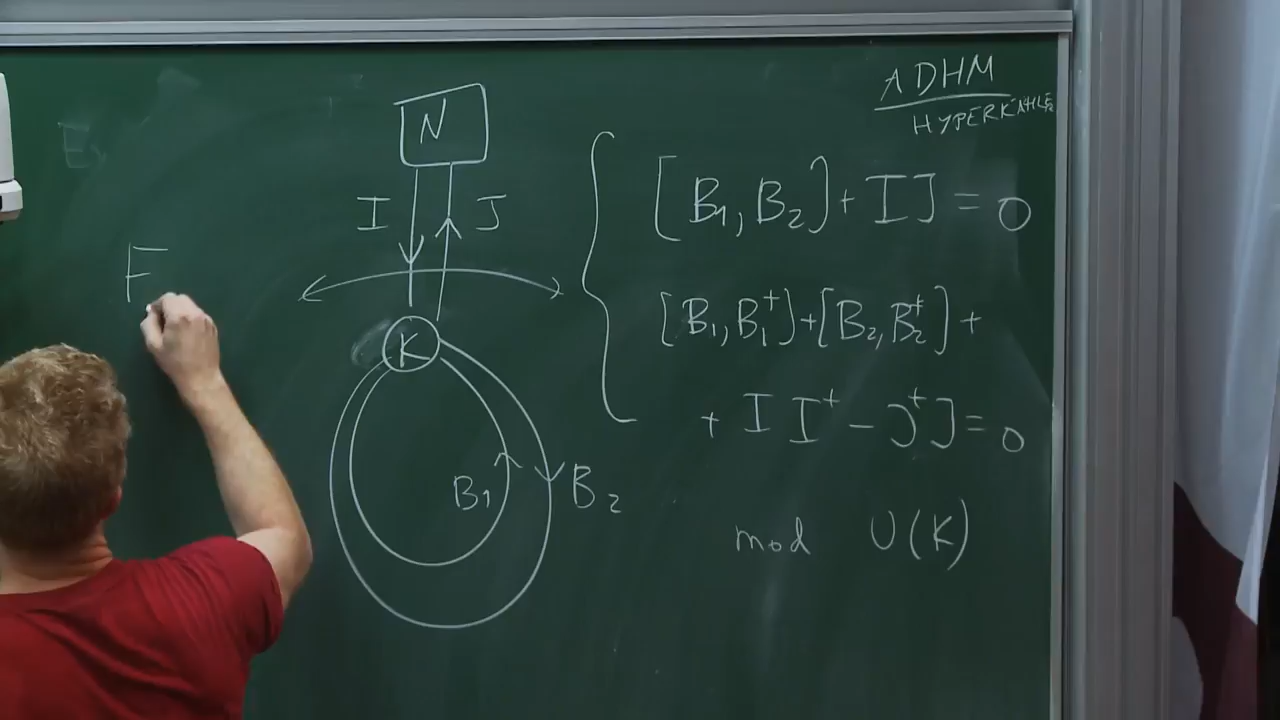 ADHM
HYPERKÄHLER
N
I J
F
K
B₁ B₂
[B₁, B₂] + IJ = 0
[B₁, B₁⁺] + [B₂, B₂⁺] +
+ I I⁺ − J⁺J = 0
mod U(K)